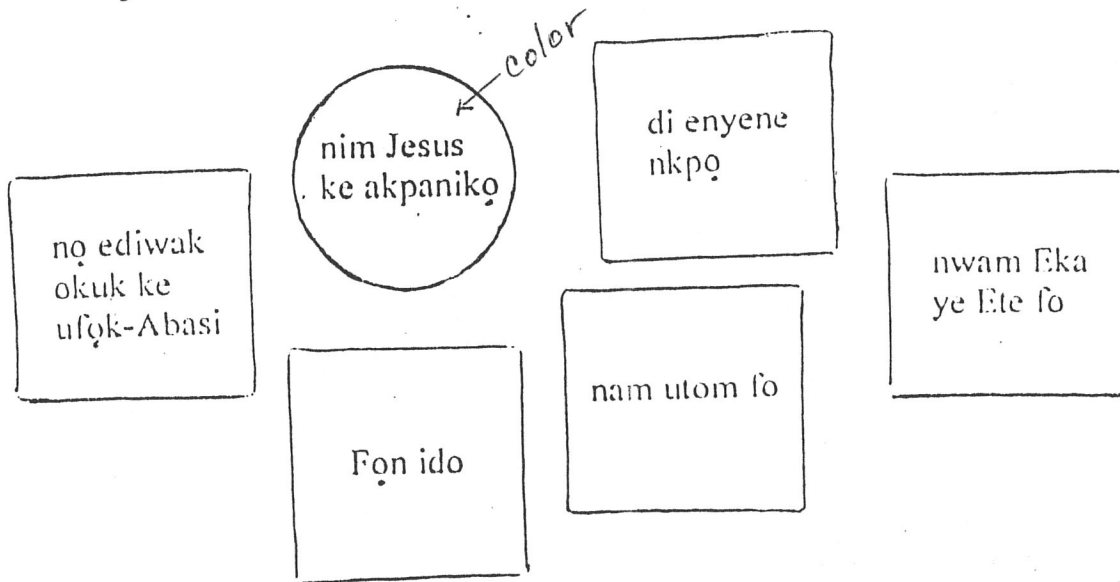 color
nim Jesus
ke akpanikọ
di enyene
nkpọ
nọ ediwak
okuk ke
ufọk-Abasi
nwam Eka
ye Ete fo
Fọn ido
nam utom fo